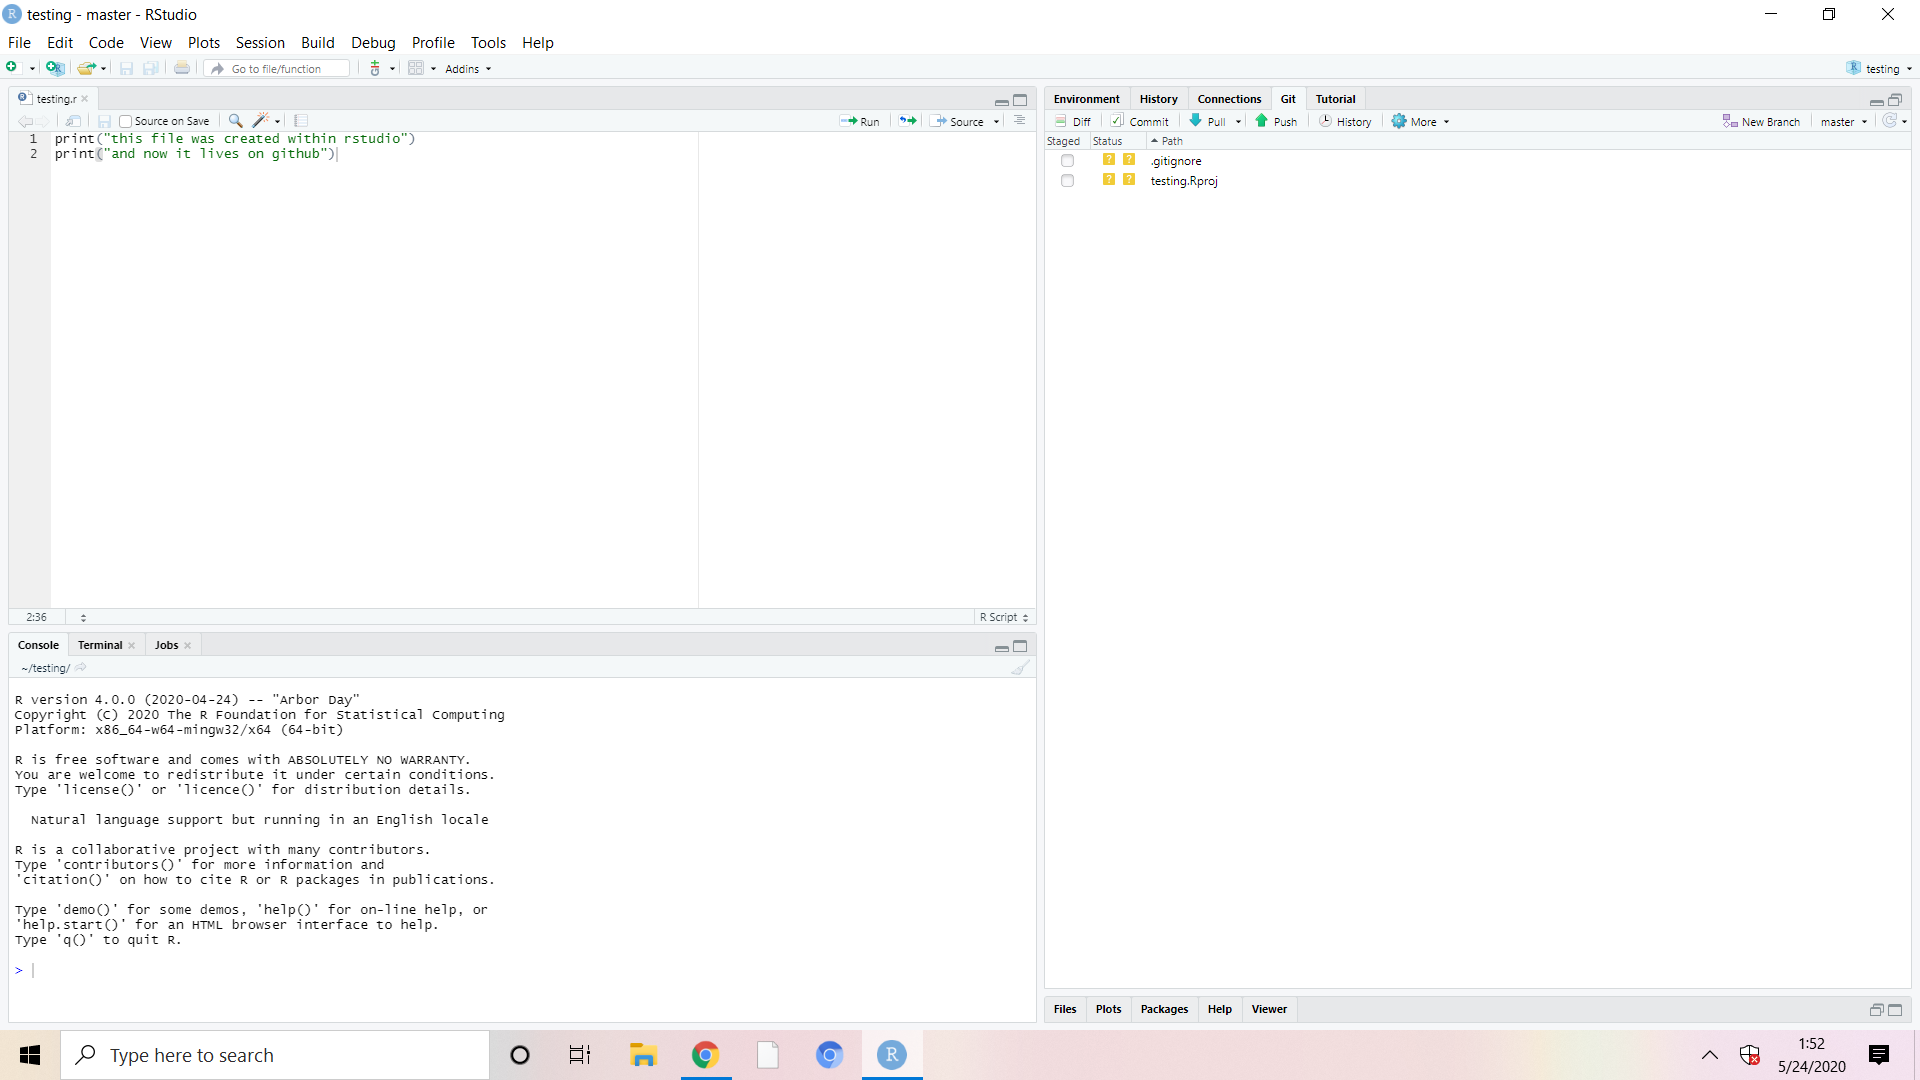 testing - master - RStudio
File Edit Code View Plots Session Build Debug Profile Tools Help
Go to file/function Addins testing
testing.r
Source on Save Run Source
1 print("this file was created within rstudio")
2 print("and now it lives on github")
2:36 R Script
Console Terminal Jobs
~/testing/
R version 4.0.0 (2020-04-24) -- "Arbor Day"
Copyright (C) 2020 The R Foundation for Statistical Computing
Platform: x86_64-w64-mingw32/x64 (64-bit)
R is free software and comes with ABSOLUTELY NO WARRANTY.
You are welcome to redistribute it under certain conditions.
Type 'license()' or 'licence()' for distribution details.
Natural language support but running in an English locale
R is a collaborative project with many contributors.
Type 'contributors()' for more information and
'citation()' on how to cite R or R packages in publications.
Type 'demo()' for some demos, 'help()' for on-line help, or
'help.start()' for an HTML browser interface to help.
Type 'q()' to quit R.
>
Environment History Connections Git Tutorial
Diff Commit Pull Push History More New Branch master
Staged Status Path
? ? .gitignore
? ? testing.Rproj
Files Plots Packages Help Viewer
Type here to search
1:52
5/24/2020